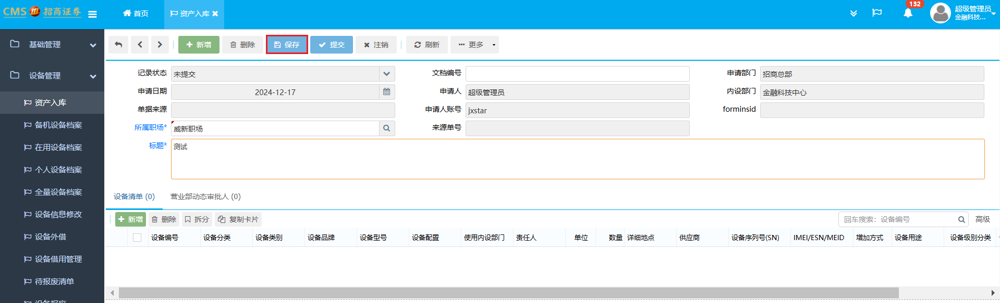 CMS 招商证券
首页
资产入库
132
超级管理员
金融科技...
基础管理
设备管理
资产入库
备机设备档案
在用设备档案
个人设备档案
全量设备档案
设备信息修改
设备外借
设备借用管理
待报废清单
设备报废
新增 删除 保存 提交 注销 刷新 更多
记录状态 未提交 文档编号 申请部门 招商总部
申请日期 2024-12-17 申请人 超级管理员 内设部门 金融科技中心
单据来源 申请人账号 jxstar forminsid
所属职场* 威新职场 来源单号
标题* 测试
设备清单 (0) 营业部动态审批人 (0)
新增 删除 拆分 复制卡片 回车搜索：设备编号 高级
设备编号 设备分类 设备类别 设备品牌 设备型号 设备配置 使用内设部门 责任人 单位 数量 详细地点 供应商 设备序列号(SN) IMEI/ESN/MEID 增加方式 设备用途 设备级别分类